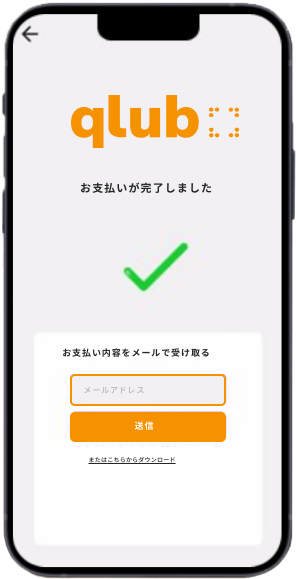 qlub
お支払いが完了しました
お支払い内容をメールで受け取る
メールアドレス
送信
またはこちらからダウンロード